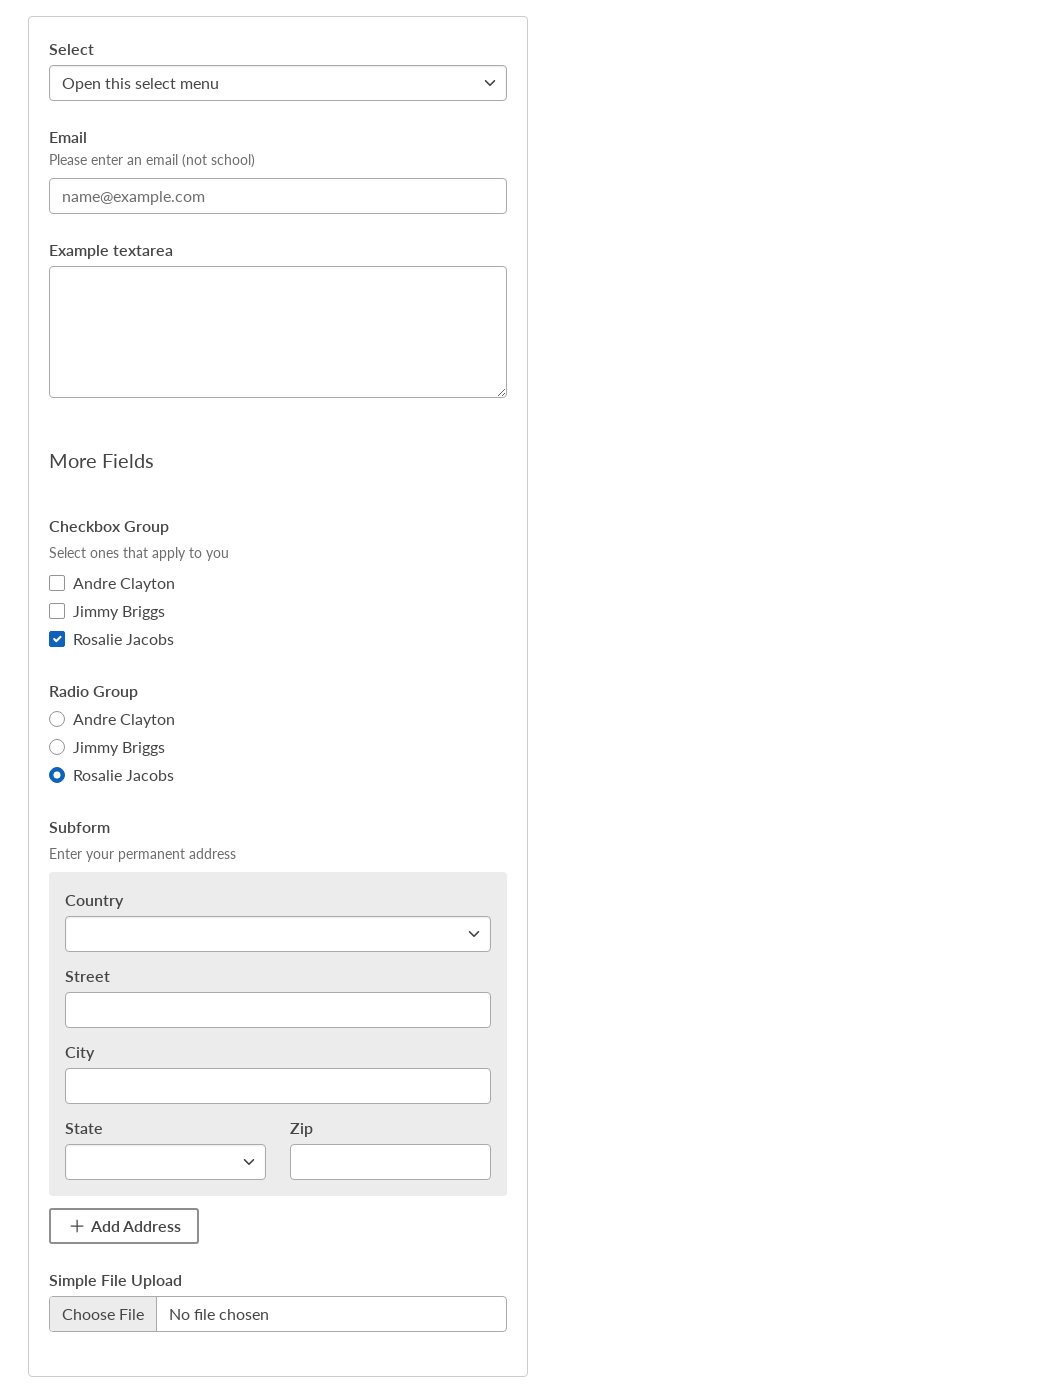 Select
Open this select menu
Email
Please enter an email (not school)
name@example.com
Example textarea
More Fields
Checkbox Group
Select ones that apply to you
Andre Clayton
Jimmy Briggs
Rosalie Jacobs
Radio Group
Andre Clayton
Jimmy Briggs
Rosalie Jacobs
Subform
Enter your permanent address
Country
Street
City
State Zip
Add Address
Simple File Upload
Choose File No file chosen